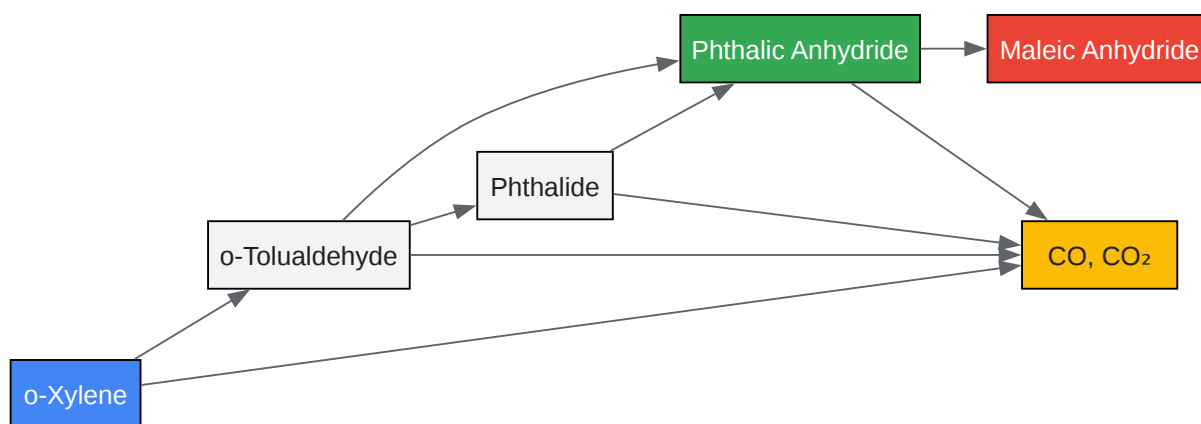 Phthalic Anhydride
Maleic Anhydride
Phthalide
o-Tolualdehyde
CO, CO₂
o-Xylene